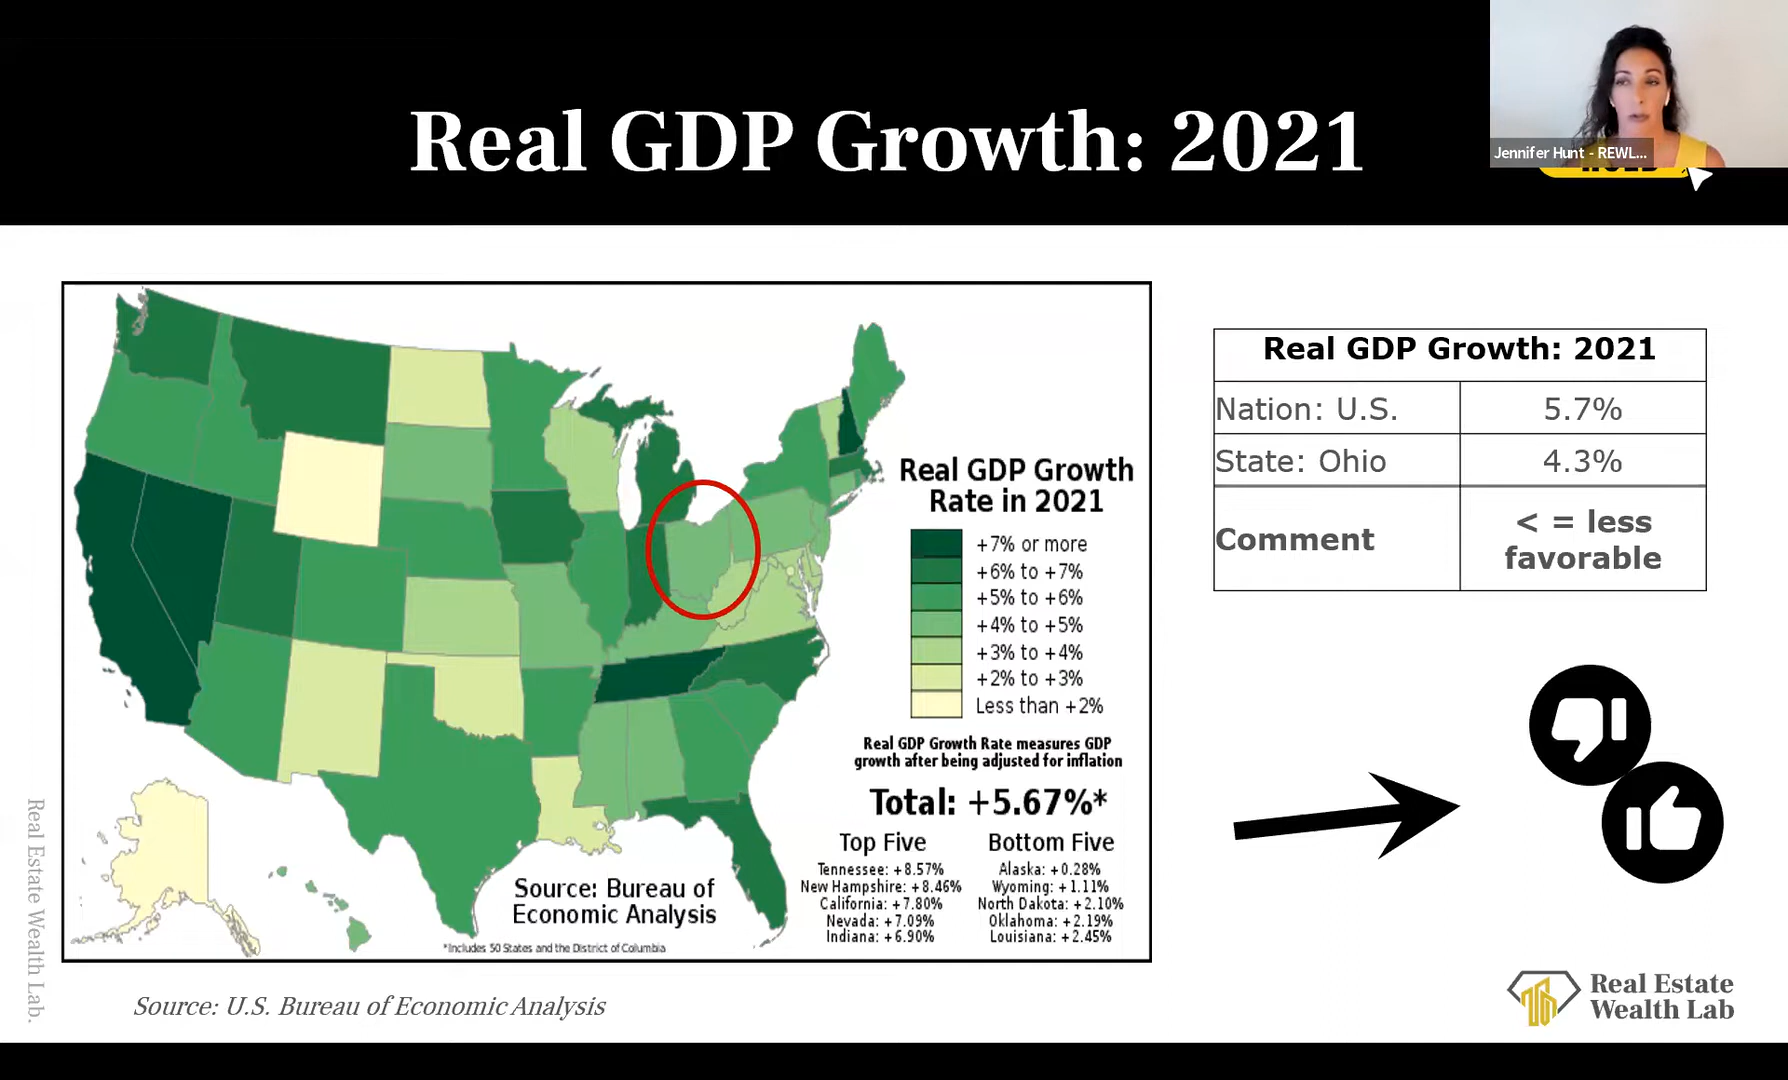 Real GDP Growth: 2021
Jennifer Hunt - REWL...
Real GDP Growth
Rate in 2021
+7% or more
+6% to +7%
+5% to +6%
+4% to +5%
+3% to +4%
+2% to +3%
Less than +2%
Real GDP Growth Rate measures GDP
growth after being adjusted for inflation
Total: +5.67%*
Top Five
Tennessee: +8.57%
New Hampshire: +8.46%
California: +7.80%
Nevada: +7.09%
Indiana: +6.90%
Bottom Five
Alaska: +0.28%
Wyoming: +1.11%
North Dakota: +2.10%
Oklahoma: +2.19%
Louisiana: +2.45%
Source: Bureau of
Economic Analysis
*Includes 50 States and the District of Columbia
Real GDP Growth: 2021
Nation: U.S. 5.7%
State: Ohio 4.3%
Comment
< = less
favorable
Real Estate Wealth Lab.
Source: U.S. Bureau of Economic Analysis
Real Estate
Wealth Lab